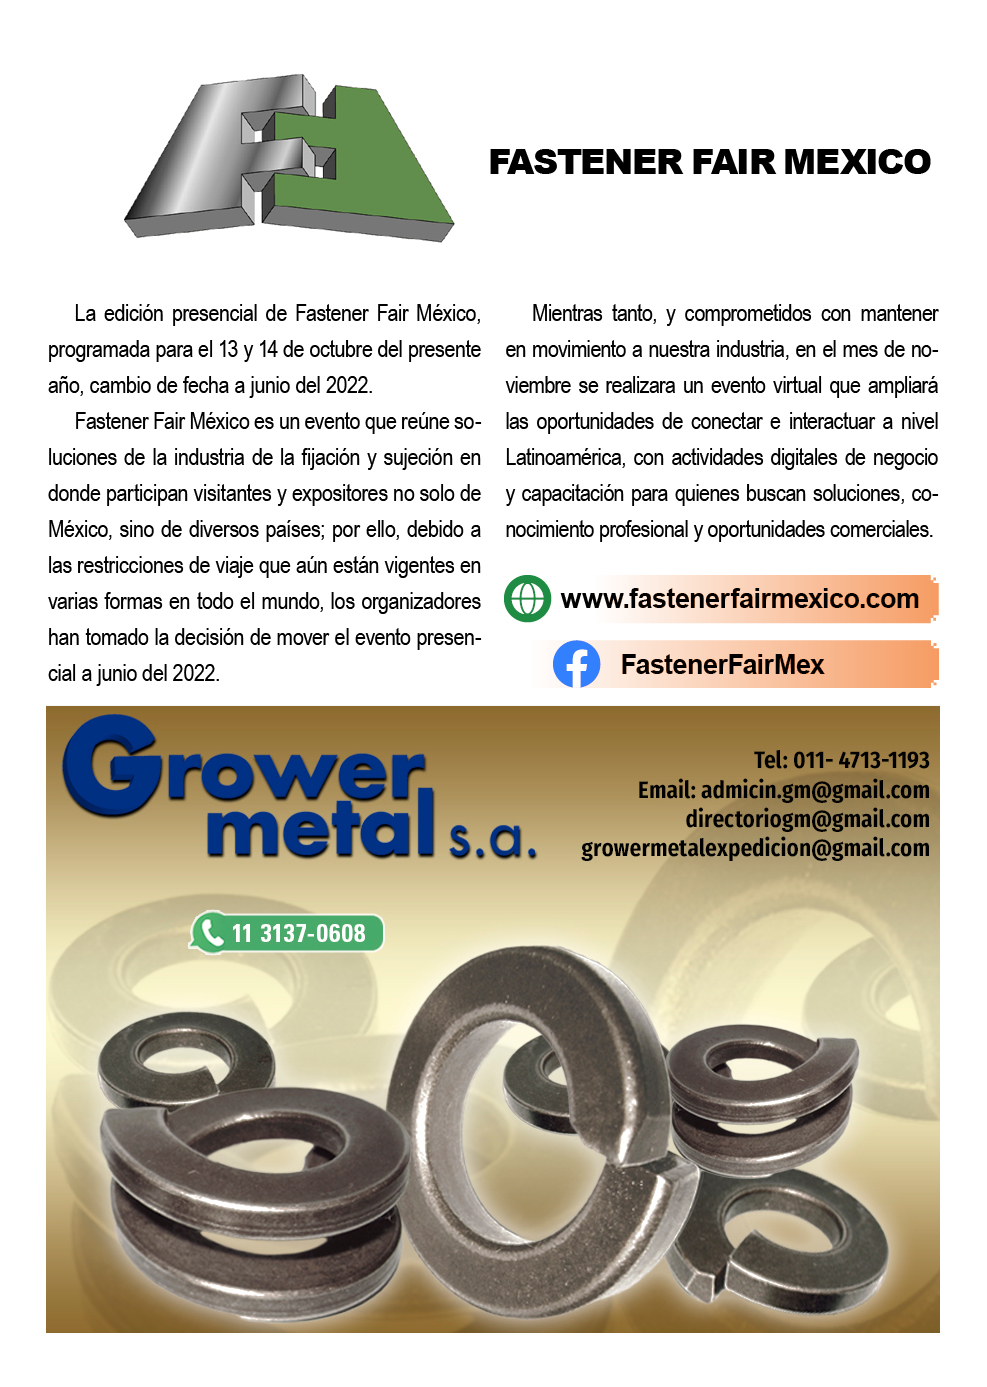 FASTENER FAIR MEXICO
La edición presencial de Fastener Fair México,
programada para el 13 y 14 de octubre del presente
año, cambio de fecha a junio del 2022.
Fastener Fair México es un evento que reúne so-
luciones de la industria de la fijación y sujeción en
donde participan visitantes y expositores no solo de
México, sino de diversos países; por ello, debido a
las restricciones de viaje que aún están vigentes en
varias formas en todo el mundo, los organizadores
han tomado la decisión de mover el evento presen-
cial a junio del 2022.
Mientras tanto, y comprometidos con mantener
en movimiento a nuestra industria, en el mes de no-
viembre se realizara un evento virtual que ampliará
las oportunidades de conectar e interactuar a nivel
Latinoamérica, con actividades digitales de negocio
y capacitación para quienes buscan soluciones, co-
nocimiento profesional y oportunidades comerciales.
www.fastenerfairmexico.com
FastenerFairMex
Grower
metal s.a.
Tel: 011- 4713-1193
Email: admicin.gm@gmail.com
directoriogm@gmail.com
growermetalexpedicion@gmail.com
11 3137-0608